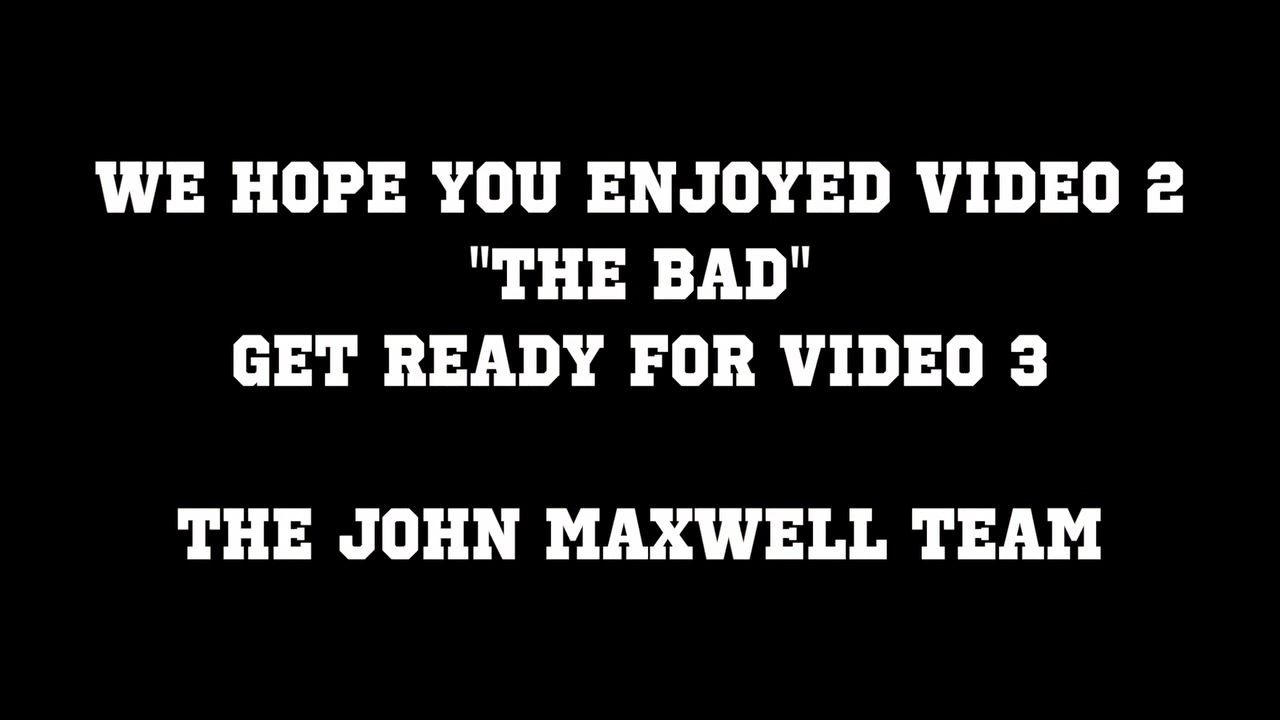 WE HOPE YOU ENJOYED VIDEO 2
"THE BAD"
GET READY FOR VIDEO 3
THE JOHN MAXWELL TEAM